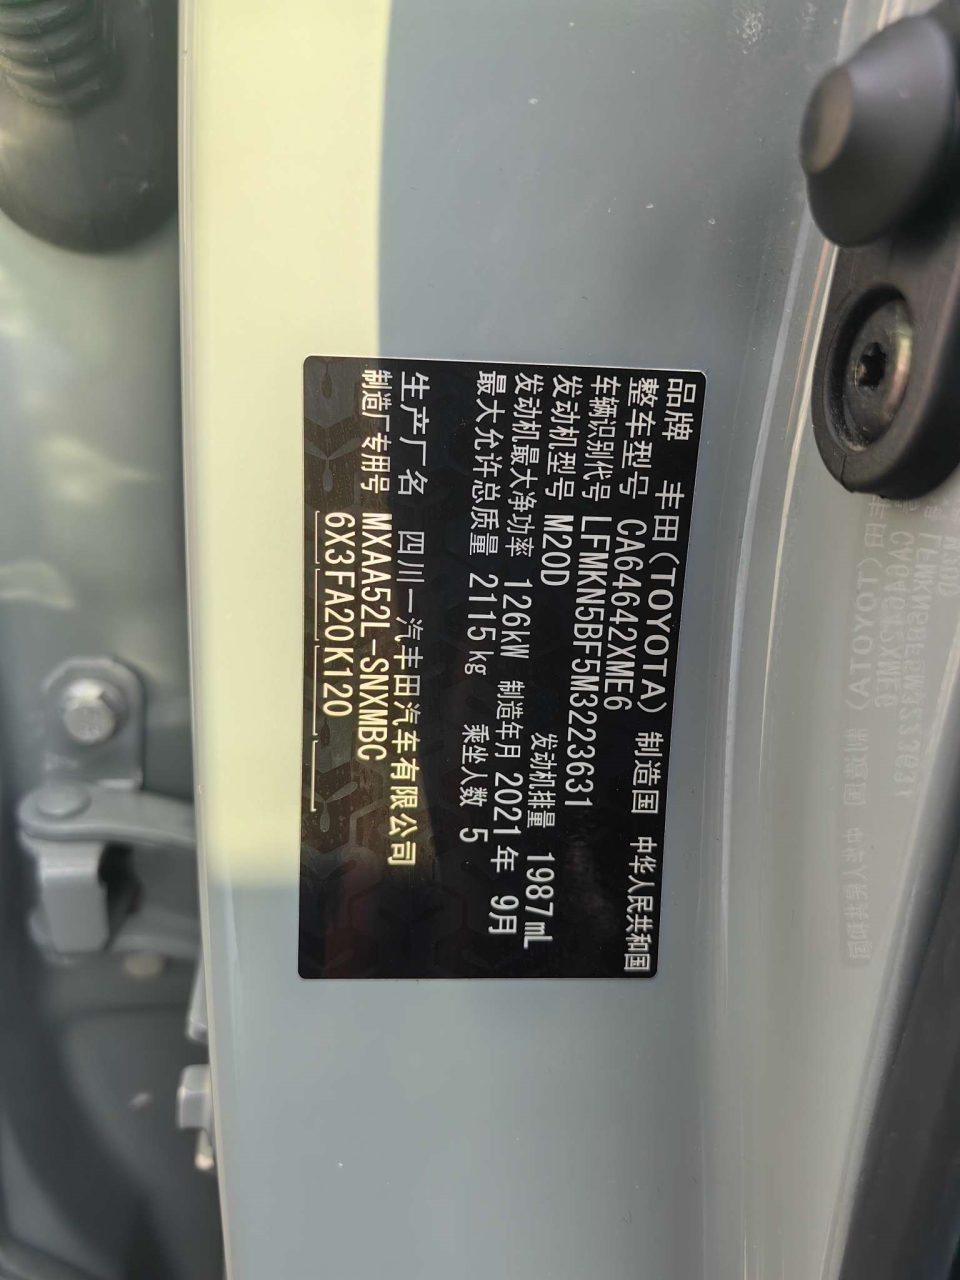 品牌 丰田(TOYOTA) 制造国 中华人民共和国
整车型号 CA64642XME6
车辆识别代号 LFMKN5BF5M3223631
发动机型号 M20D 发动机排量 1987mL
发动机最大净功率 126kW 制造年月 2021年 9月
最大允许总质量 2115kg 乘坐人数 5
生产厂名 四川一汽丰田汽车有限公司
制造厂专用号 MXAA52L-SNXMBC
6X3FA20K120